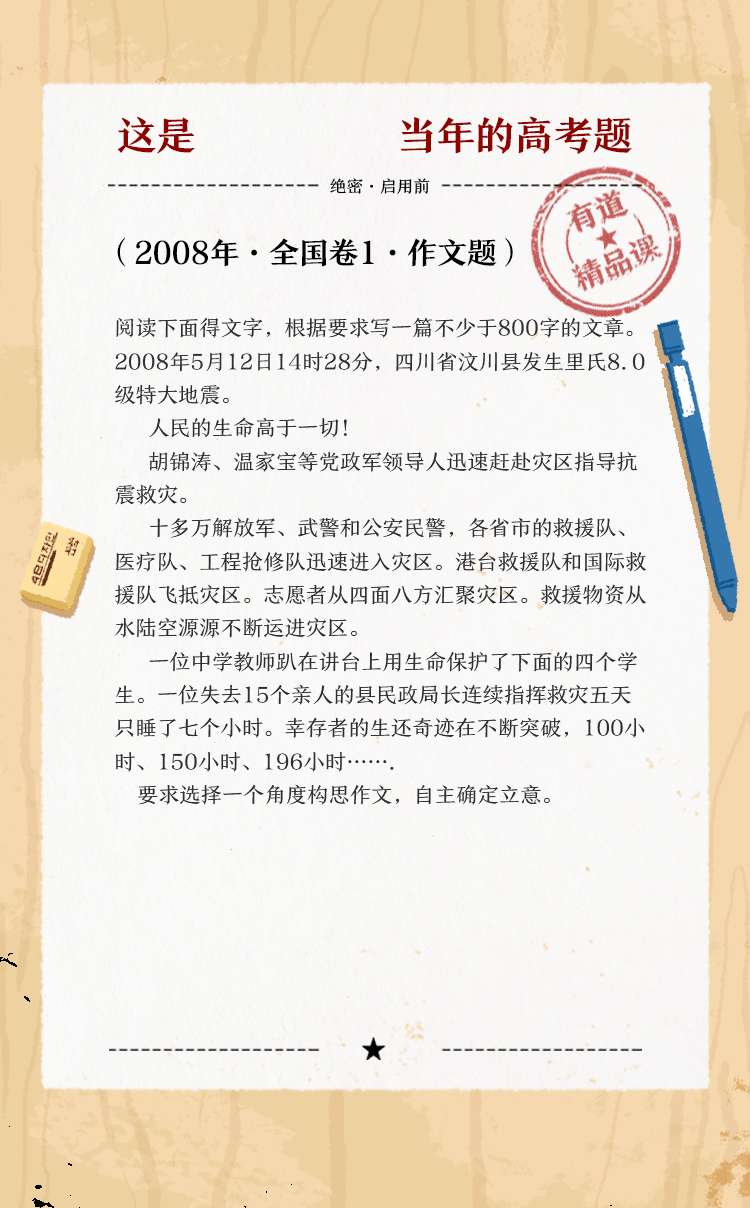 这是 当年的高考题
绝密·启用前
有道
精品课
（2008年·全国卷1·作文题）
阅读下面得文字，根据要求写一篇不少于800字的文章。
2008年5月12日14时28分，四川省汶川县发生里氏8.0
级特大地震。
人民的生命高于一切！
胡锦涛、温家宝等党政军领导人迅速赶赴灾区指导抗
震救灾。
十多万解放军、武警和公安民警，各省市的救援队、
医疗队、工程抢修队迅速进入灾区。港台救援队和国际救
援队飞抵灾区。志愿者从四面八方汇聚灾区。救援物资从
水陆空源源不断运进灾区。
一位中学教师趴在讲台上用生命保护了下面的四个学
生。一位失去15个亲人的县民政局长连续指挥救灾五天
只睡了七个小时。幸存者的生还奇迹在不断突破，100小
时、150小时、196小时…….
要求选择一个角度构思作文，自主确定立意。